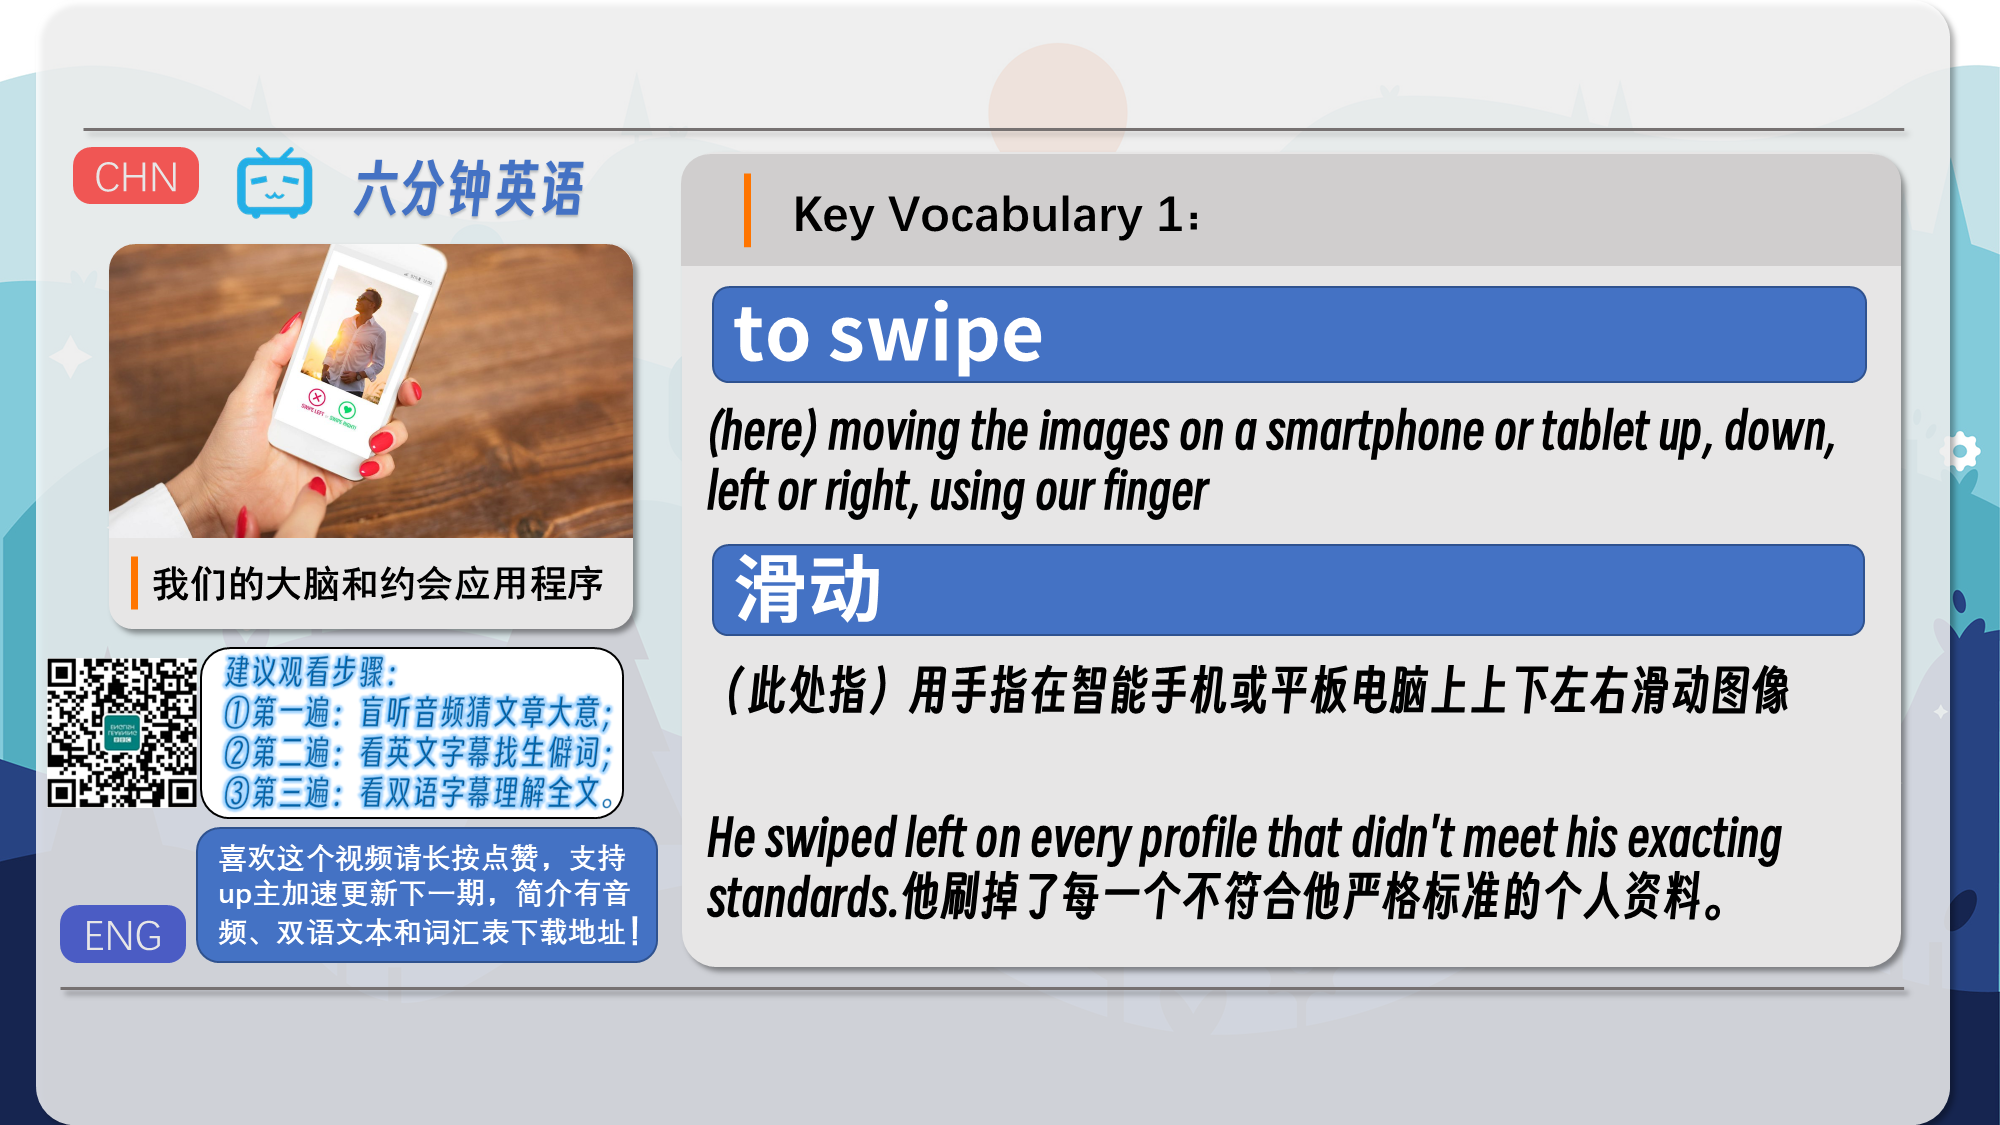 CHN
六分钟英语
SWIPE LEFT
SWIPE RIGHT
我们的大脑和约会应用程序
建议观看步骤：
①第一遍：盲听音频猜文章大意；
②第二遍：看英文字幕找生僻词；
③第三遍：看双语字幕理解全文。
喜欢这个视频请长按点赞，支持
up主加速更新下一期，简介有音
频、双语文本和词汇表下载地址！
ENG
Key Vocabulary 1：
to swipe
(here) moving the images on a smartphone or tablet up, down,
left or right, using our finger
滑动
（此处指）用手指在智能手机或平板电脑上上下左右滑动图像
He swiped left on every profile that didn't meet his exacting
standards.他刷掉了每一个不符合他严格标准的个人资料。